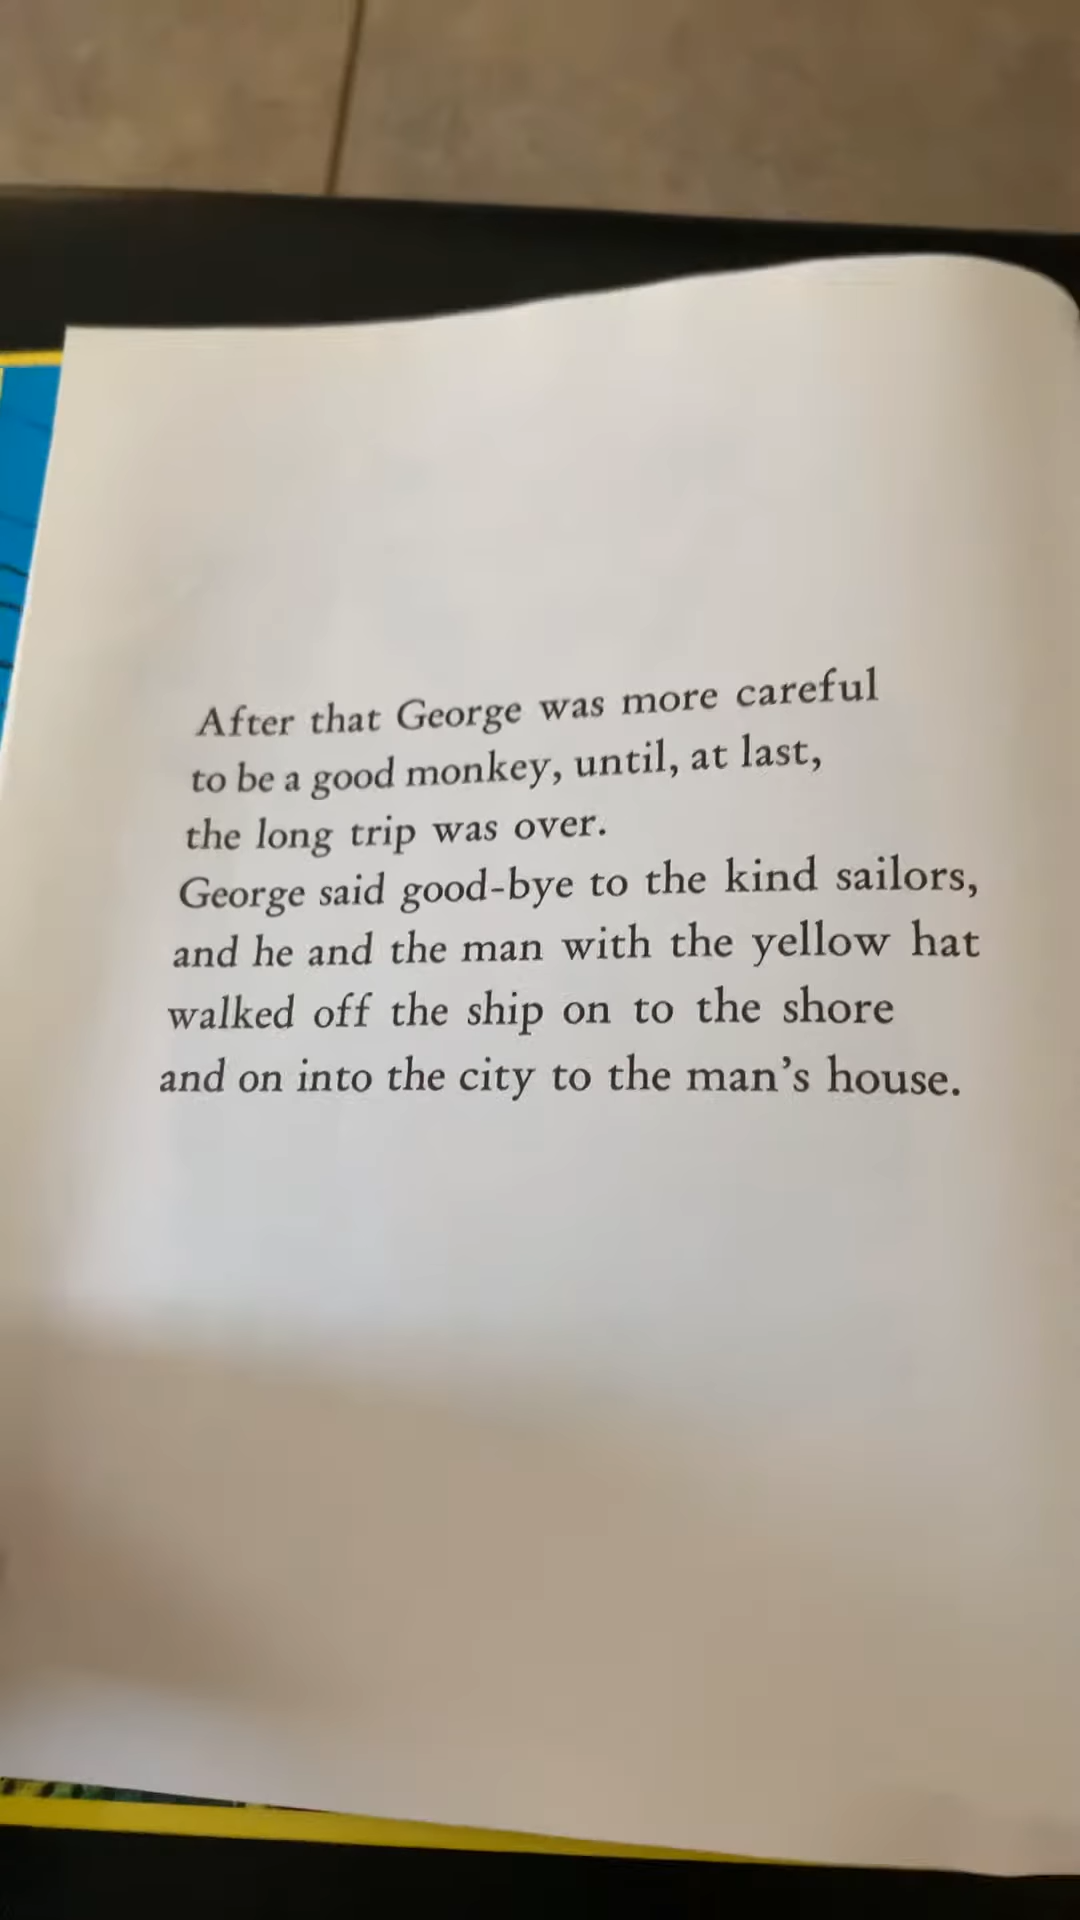 After that George was more careful
to be a good monkey, until, at last,
the long trip was over.
George said good-bye to the kind sailors,
and he and the man with the yellow hat
walked off the ship on to the shore
and on into the city to the man’s house.